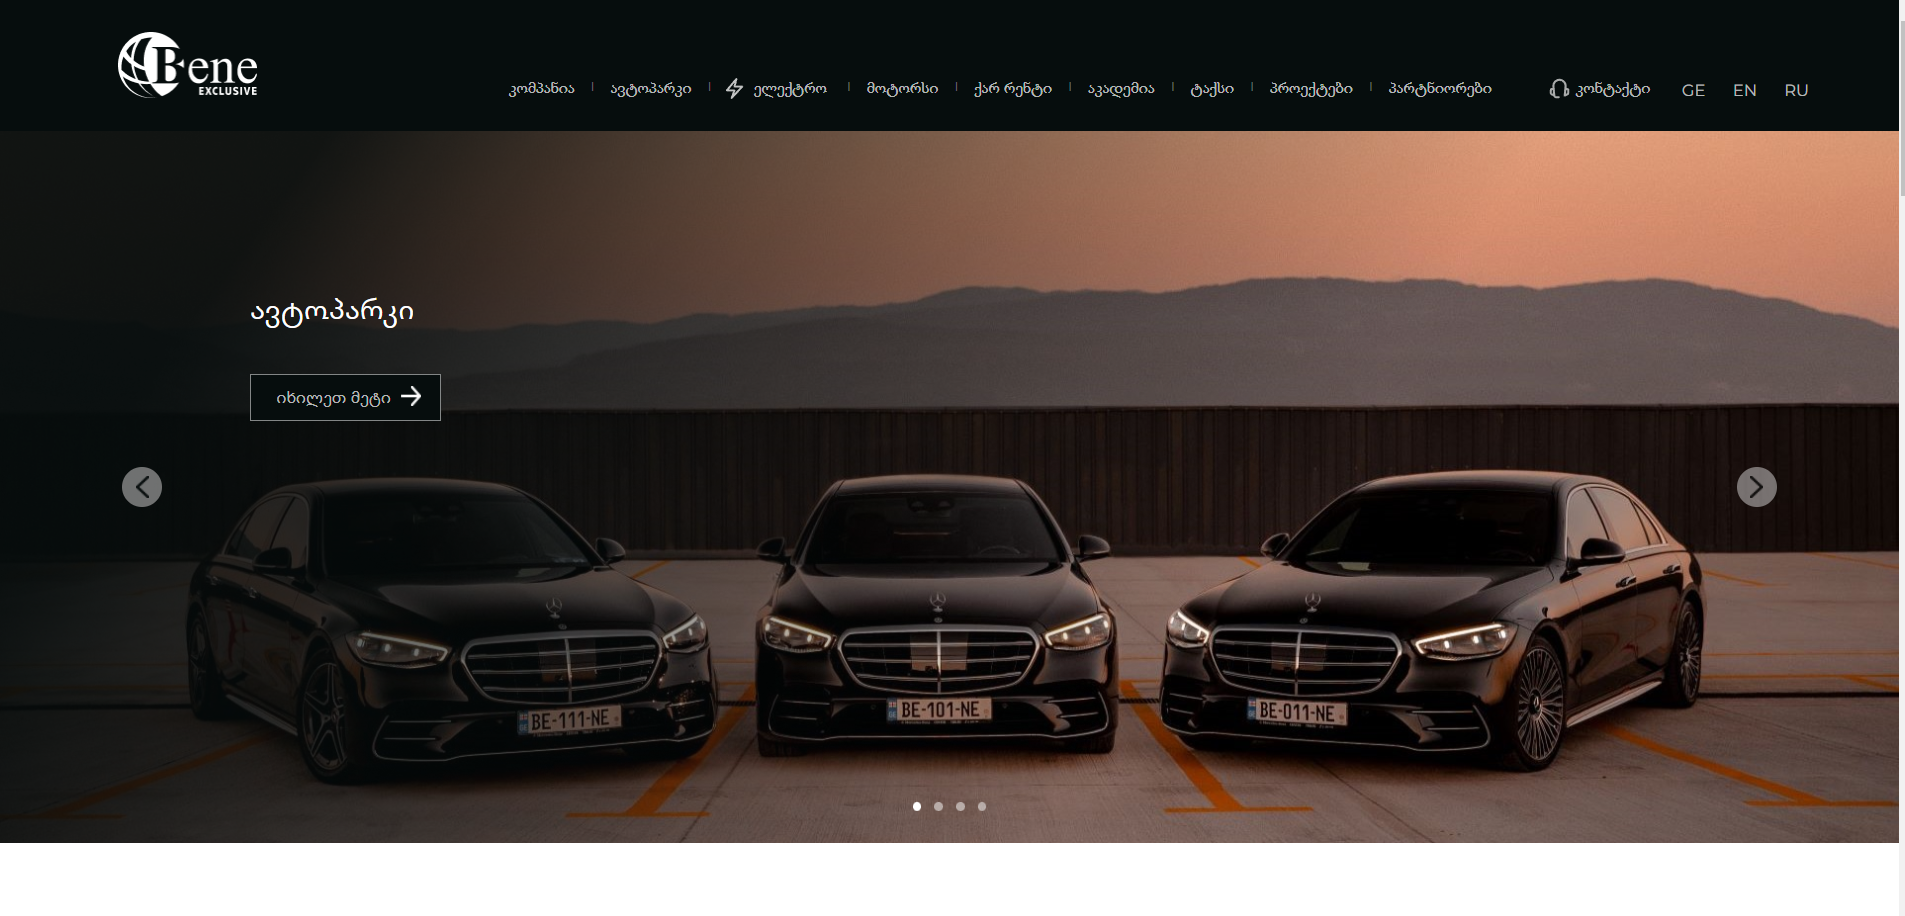 Bene
EXCLUSIVE
კომპანია
ავტოპარკი
ელექტრო
მოტორსი
ქარ რენტი
აკადემია
ტაქსი
პროექტები
პარტნიორები
კონტაქტი
GE
EN
RU
ავტოპარკი
იხილეთ მეტი
BE-111-NE
BE-101-NE
BE-011-NE